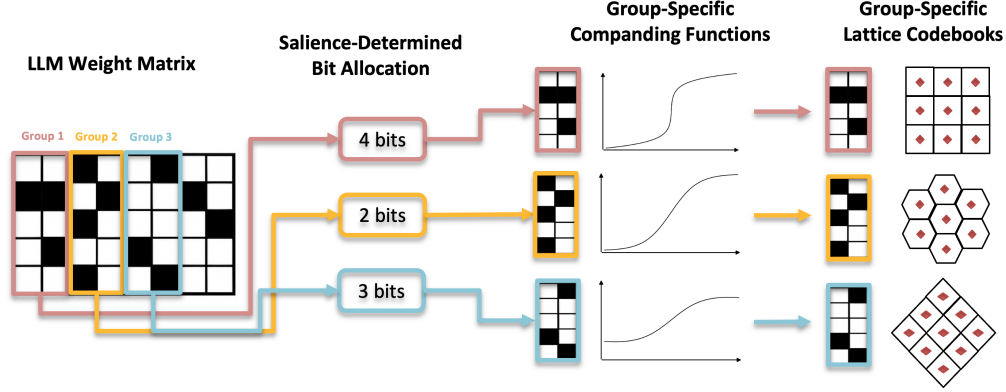 LLM Weight Matrix
Group 1
Group 2
Group 3
Salience-Determined
Bit Allocation
4 bits
2 bits
3 bits
Group-Specific
Companding Functions
Group-Specific
Lattice Codebooks